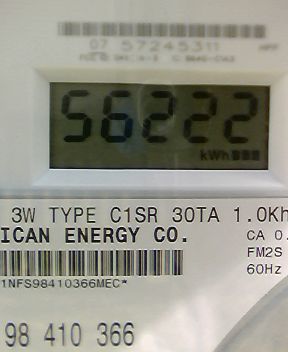 07 57245311
56222
kWh
3W TYPE C1SR 30TA 1.0Kh
ICAN ENERGY CO. CA 0.
FM2S
60Hz
1NFS98410366MEC*
98 410 366